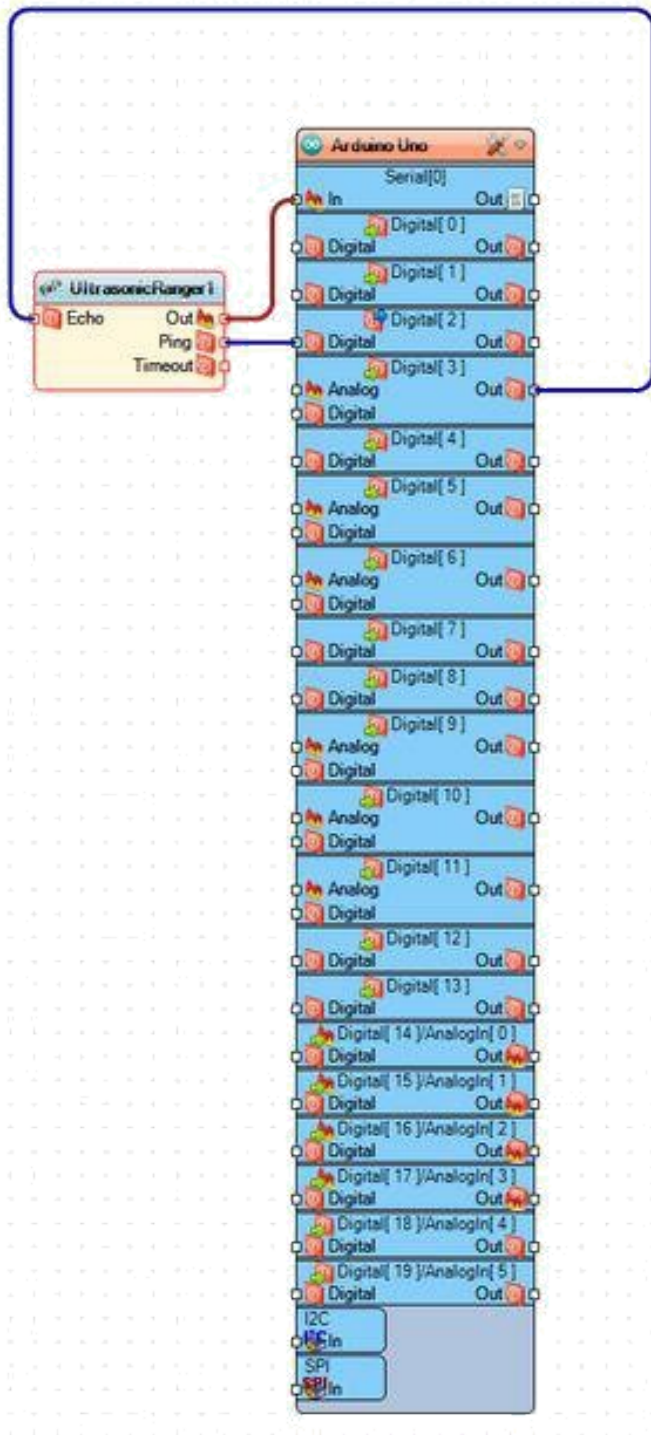 Arduino Uno
Serial[0]
In Out
Digital[ 0 ]
Digital Out
Digital[ 1 ]
Digital Out
UltrasonicRanger1
Echo Out
Ping
Timeout
Digital[ 2 ]
Digital Out
Digital[ 3 ]
Analog Out
Digital
Digital[ 4 ]
Digital Out
Digital[ 5 ]
Analog Out
Digital
Digital[ 6 ]
Analog Out
Digital
Digital[ 7 ]
Digital Out
Digital[ 8 ]
Digital Out
Digital[ 9 ]
Analog Out
Digital
Digital[ 10 ]
Analog Out
Digital
Digital[ 11 ]
Analog Out
Digital
Digital[ 12 ]
Digital Out
Digital[ 13 ]
Digital Out
Digital[ 14 ]/AnalogIn[ 0 ]
Digital Out
Digital[ 15 ]/AnalogIn[ 1 ]
Digital Out
Digital[ 16 ]/AnalogIn[ 2 ]
Digital Out
Digital[ 17 ]/AnalogIn[ 3 ]
Digital Out
Digital[ 18 ]/AnalogIn[ 4 ]
Digital Out
Digital[ 19 ]/AnalogIn[ 5 ]
Digital Out
I2C
I2C In
SPI
SPI In